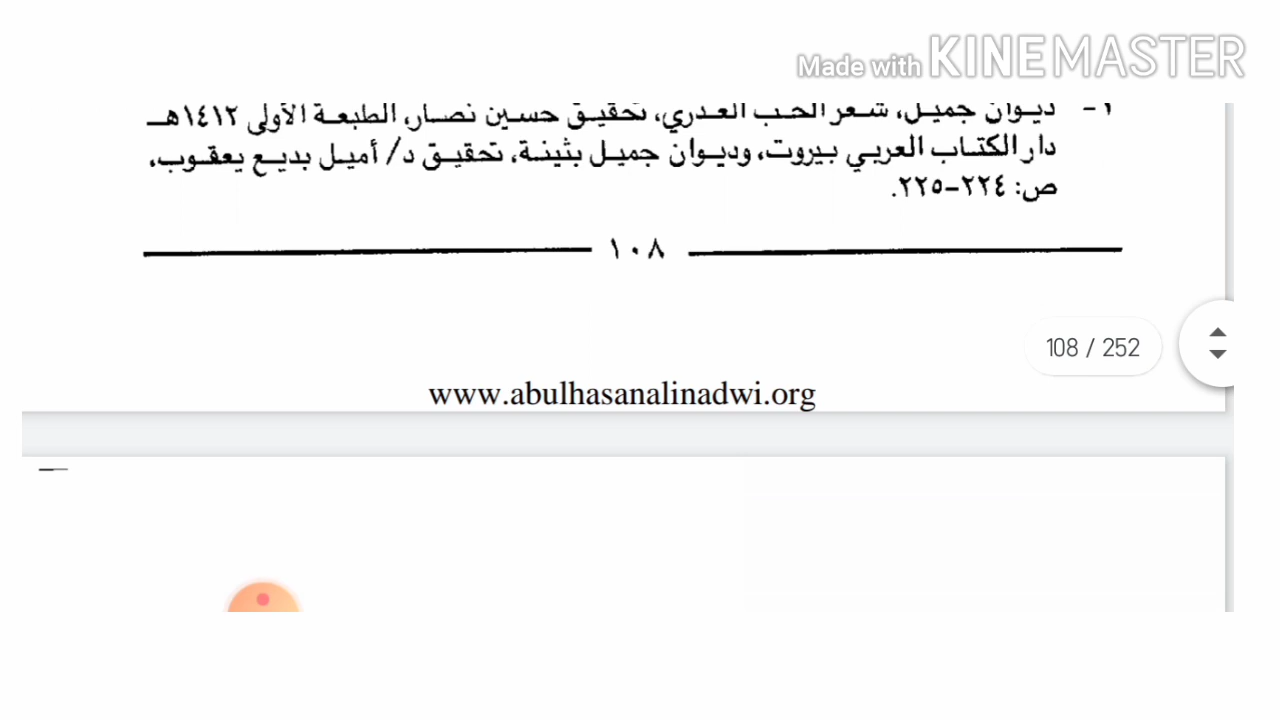 Made with KINEMASTER
١- ديوان جميل، شعر الحب العذري، تحقيق حسين نصار، الطبعة الأولى ١٤١٢هـ
دار الكتاب العربي بيروت، وديوان جميل بثينة، تحقيق د/ أميل بديع يعقوب،
ص: ٢٢٤-٢٢٥.
١٠٨
108 / 252
www.abulhasanalinadwi.org